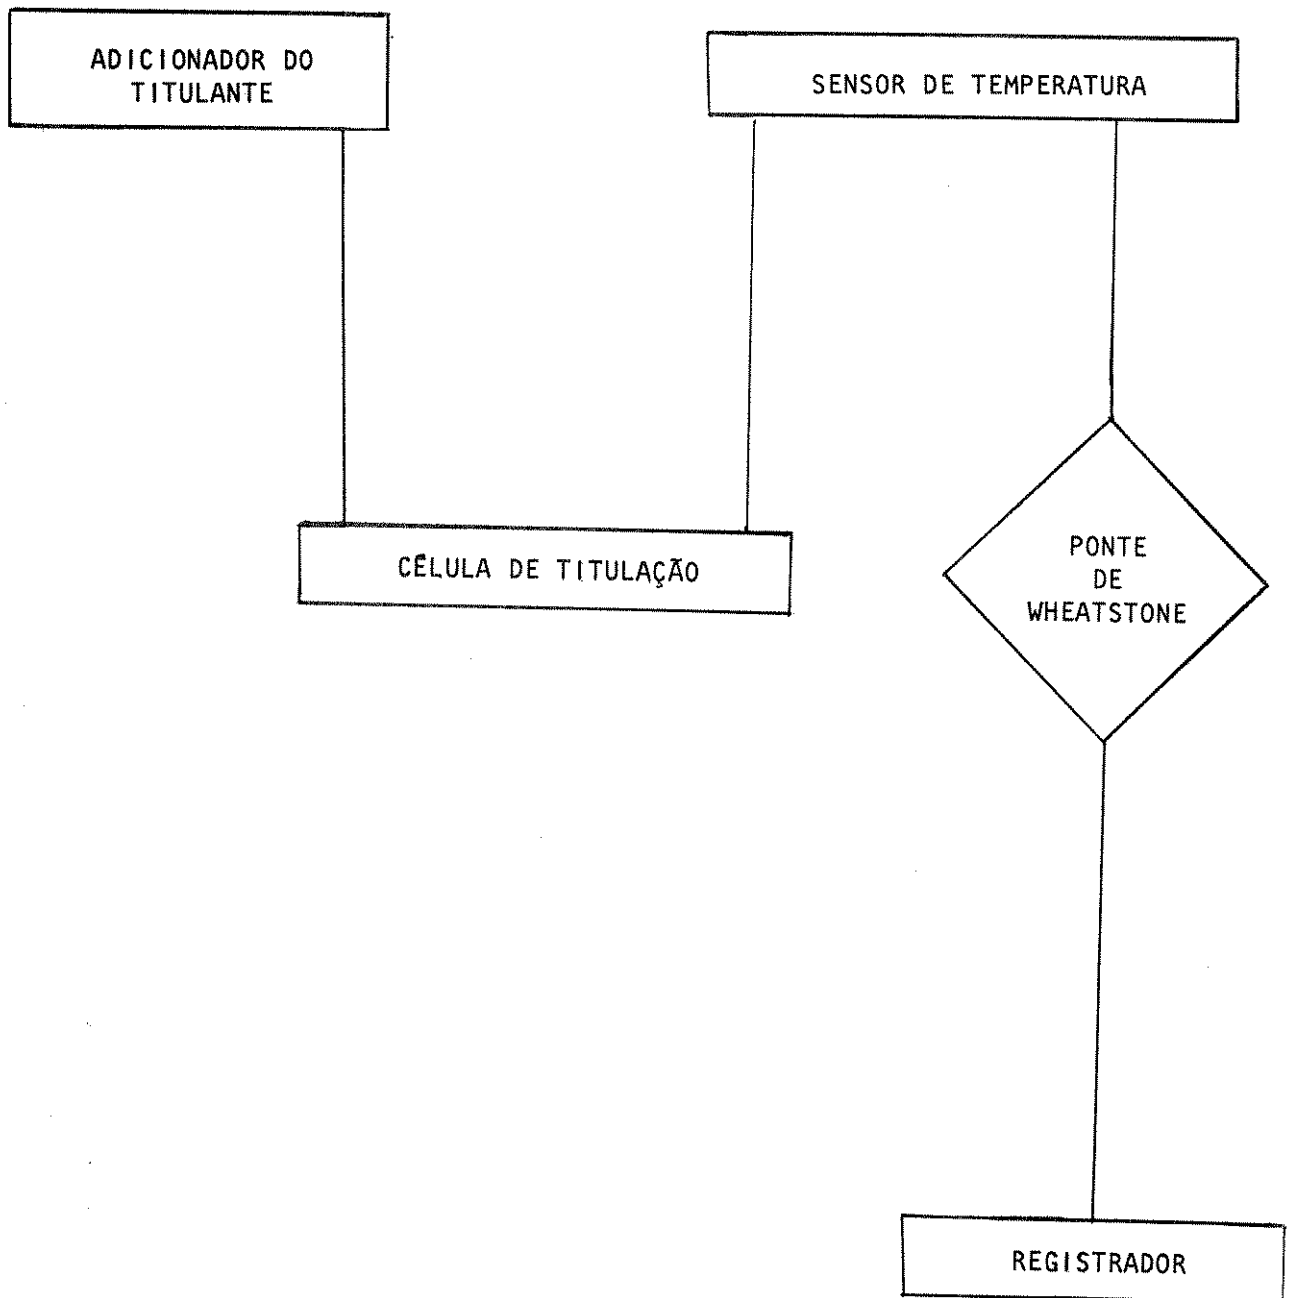 ADICIONADOR DO
TITULANTE
SENSOR DE TEMPERATURA
CÉLULA DE TITULAÇÃO
PONTE
DE
WHEATSTONE
REGISTRADOR